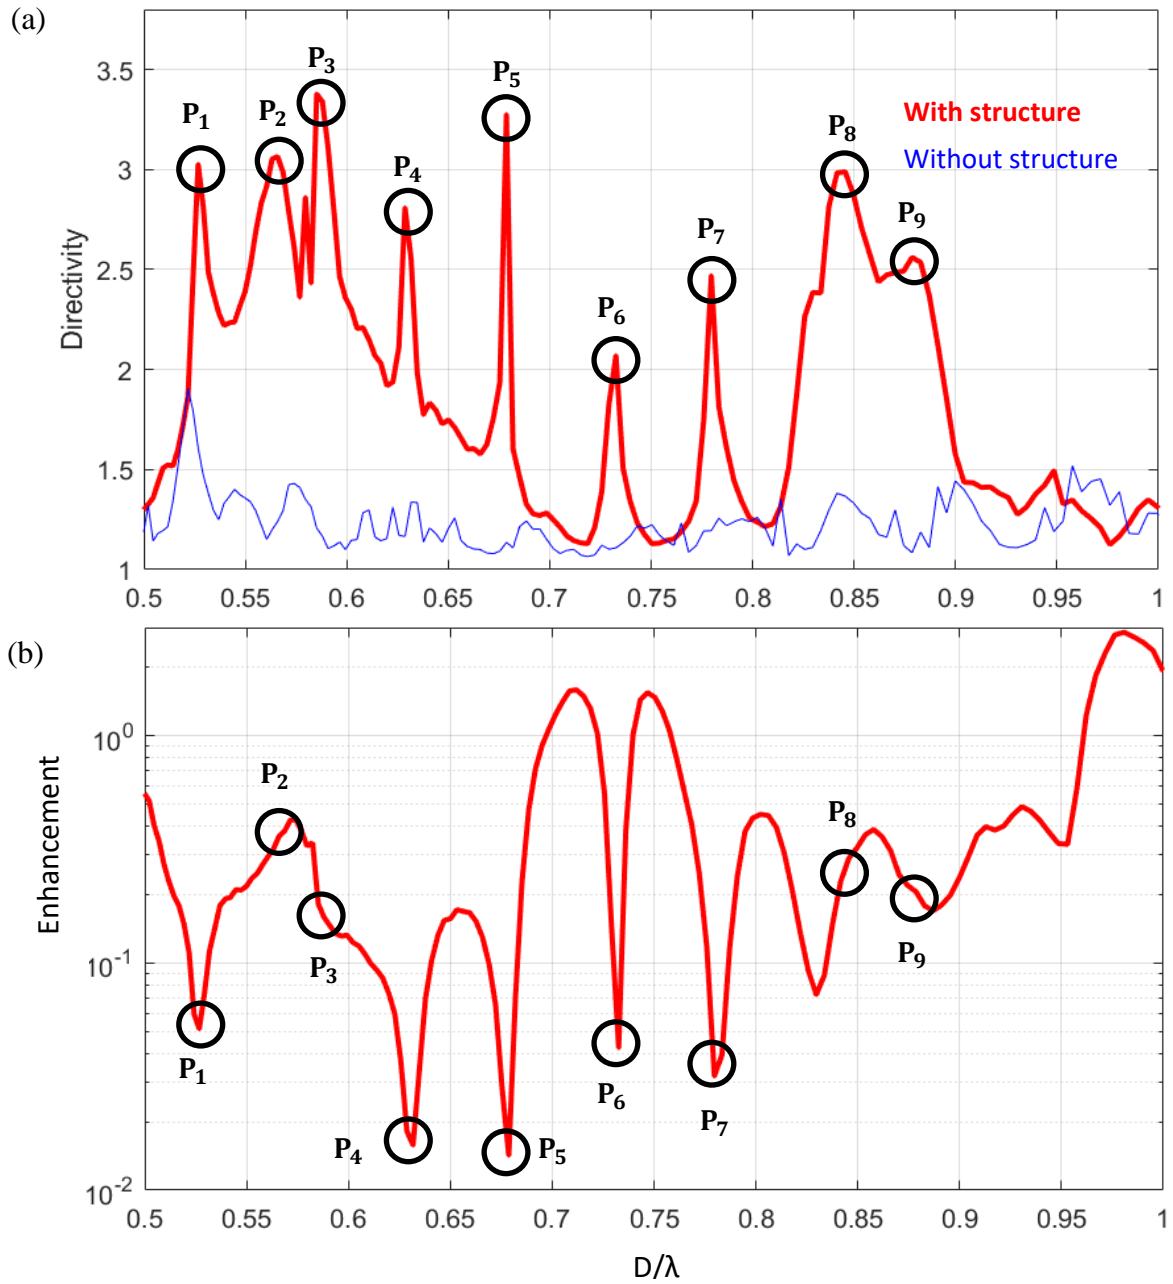 (a)
3.5
3
2.5
2
1.5
1
Directivity
P1
P2
P3
P4
P5
P6
P7
P8
P9
With structure
Without structure
0.5 0.55 0.6 0.65 0.7 0.75 0.8 0.85 0.9 0.95 1
(b)
10^0
10^-1
10^-2
Enhancement
P1
P2
P3
P4
P5
P6
P7
P8
P9
0.5 0.55 0.6 0.65 0.7 0.75 0.8 0.85 0.9 0.95 1
D/λ